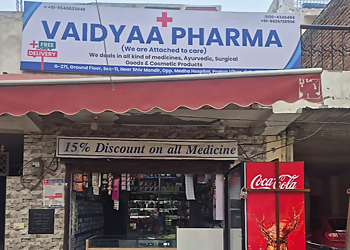 VAIDYAA PHARMA
(We are Attached to care)
We deals in all kind of medicines, Ayurvedic, Surgical
Goods & Cosmetic Products
FREE
DELIVERY
15% Discount on all Medicine
Coca-Cola